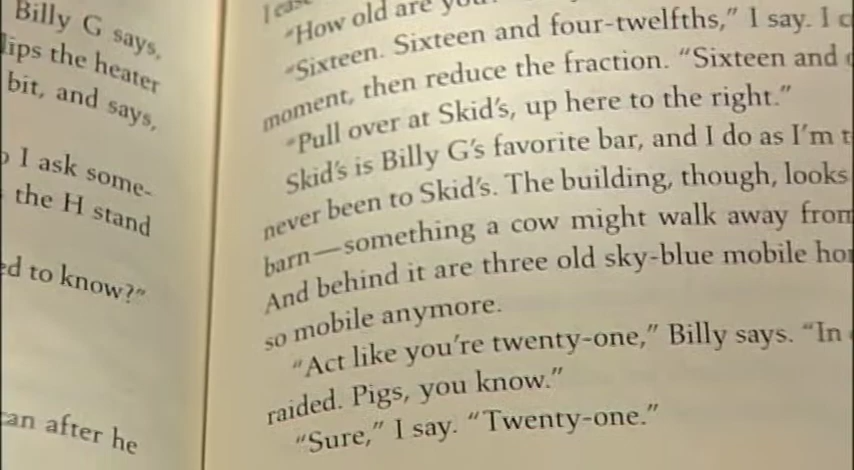 Billy G says,
lips the heater
bit, and says,
I ask some-
the H stand
to know?"
after he
"How old are
"Sixteen. Sixteen and four-twelfths," I say. I
moment, then reduce the fraction. "Sixteen and
"Pull over at Skid's, up here to the right."
Skid's is Billy G's favorite bar, and I do as I'm
never been to Skid's. The building, though, looks
barn—something a cow might walk away from
And behind it are three old sky-blue mobile
so mobile anymore.
"Act like you're twenty-one," Billy says. "In
raided. Pigs, you know."
"Sure," I say. "Twenty-one."